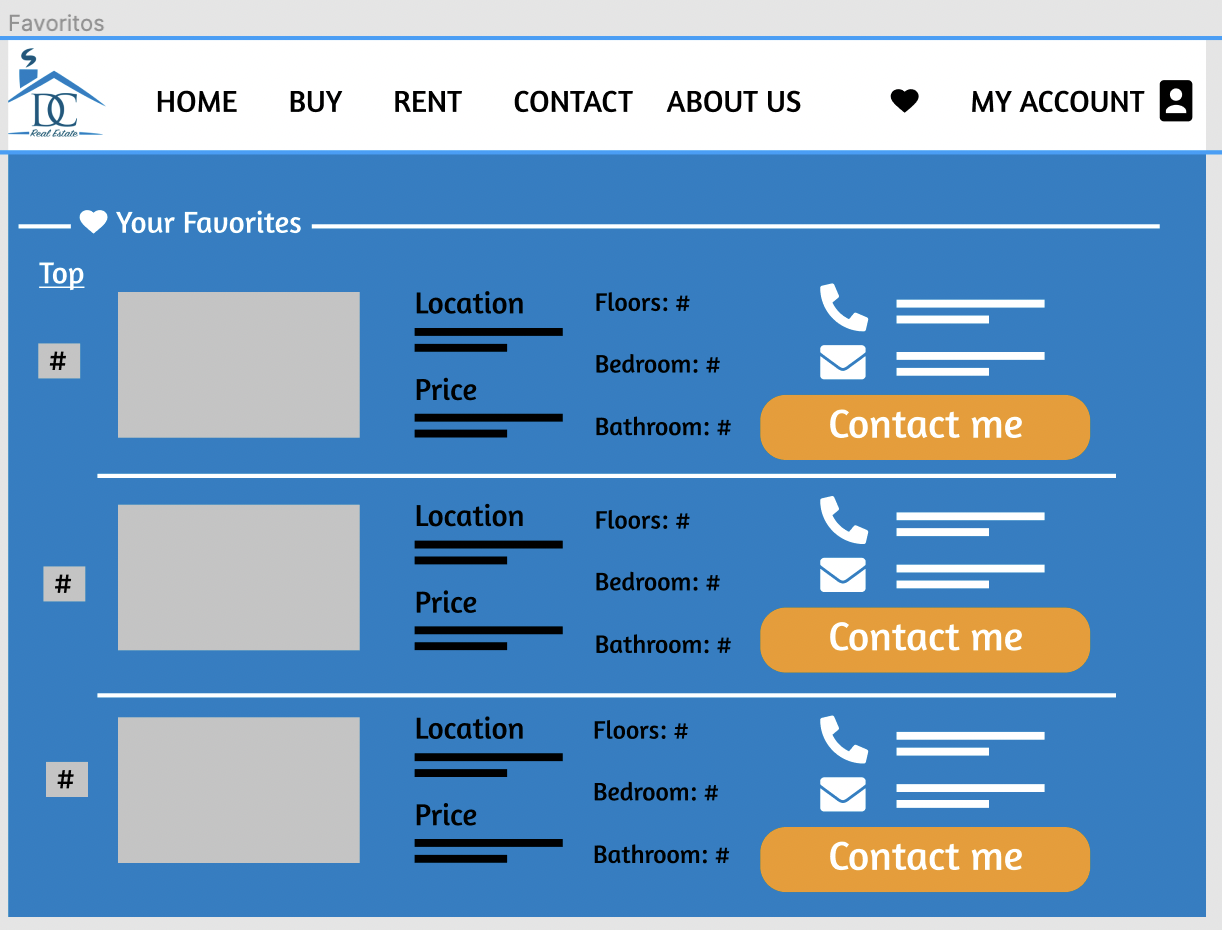 Favoritos
DC
Real Estate
HOME BUY RENT CONTACT ABOUT US MY ACCOUNT
Your Favorites
Top
#
Location
Price
Floors: #
Bedroom: #
Bathroom: #
Contact me
#
Location
Price
Floors: #
Bedroom: #
Bathroom: #
Contact me
#
Location
Price
Floors: #
Bedroom: #
Bathroom: #
Contact me